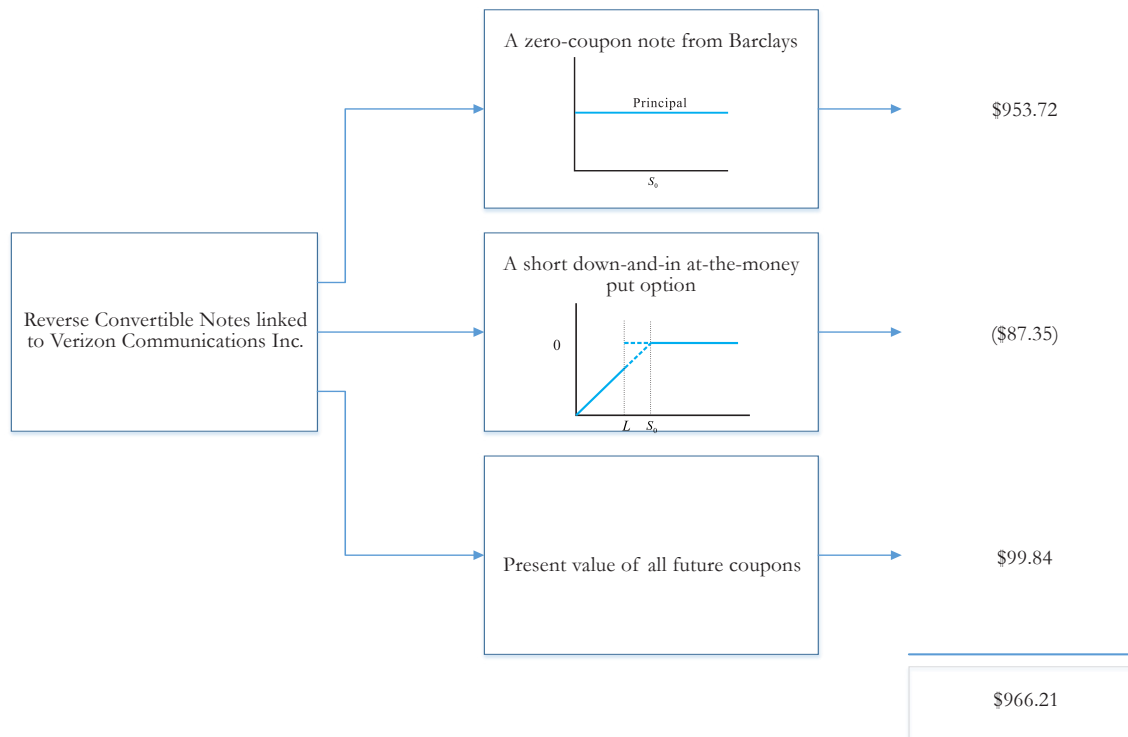 A zero-coupon note from Barclays
Principal
S₀
$953.72
Reverse Convertible Notes linked
to Verizon Communications Inc.
A short down-and-in at-the-money
put option
0
L S₀
($87.35)
Present value of all future coupons
$99.84
$966.21